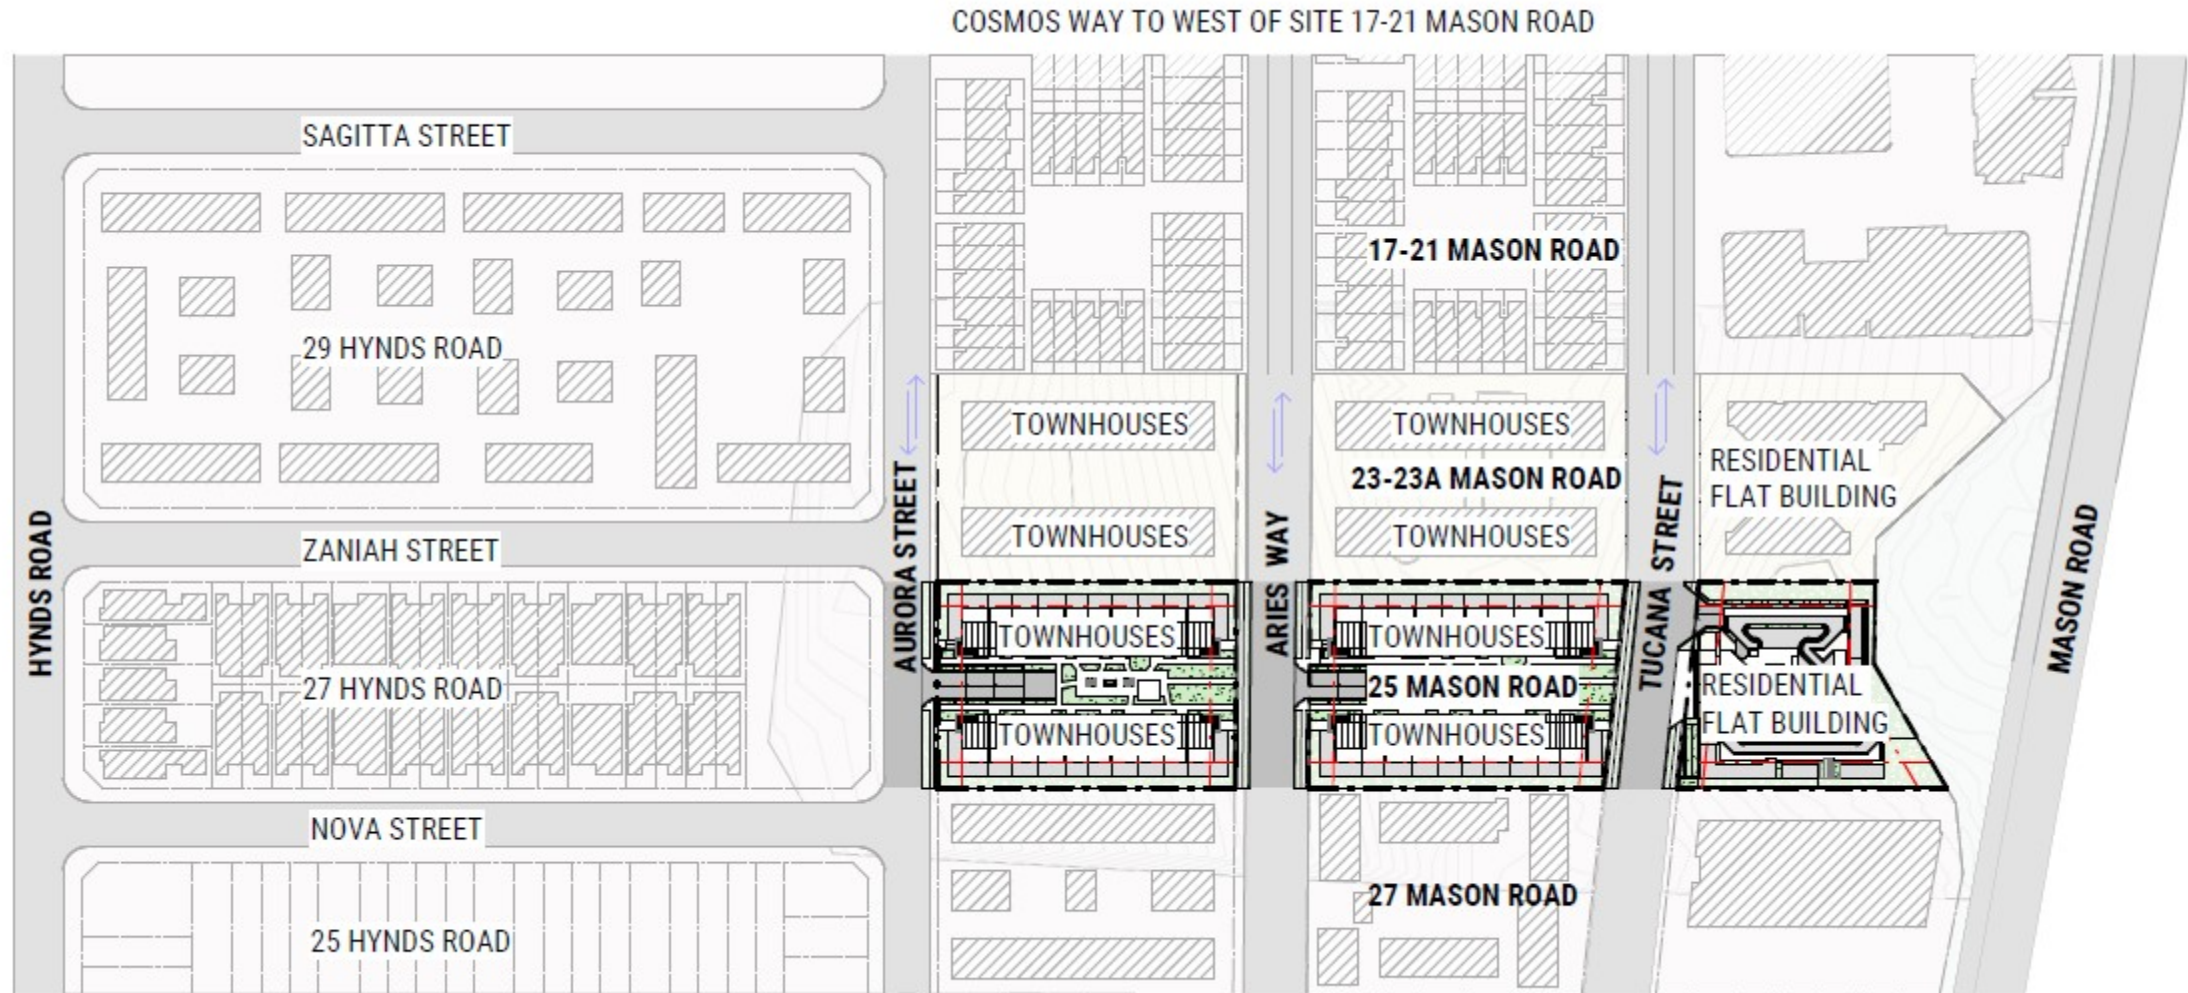 COSMOS WAY TO WEST OF SITE 17-21 MASON ROAD
SAGITTA STREET
17-21 MASON ROAD
29 HYNDS ROAD
TOWNHOUSES
TOWNHOUSES
RESIDENTIAL
FLAT BUILDING
23-23A MASON ROAD
TOWNHOUSES
TOWNHOUSES
ZANIAH STREET
HYNDS ROAD
AURORA STREET
ARIES WAY
TUCANA STREET
MASON ROAD
TOWNHOUSES
TOWNHOUSES
27 HYNDS ROAD
25 MASON ROAD
RESIDENTIAL
FLAT BUILDING
TOWNHOUSES
TOWNHOUSES
NOVA STREET
27 MASON ROAD
25 HYNDS ROAD